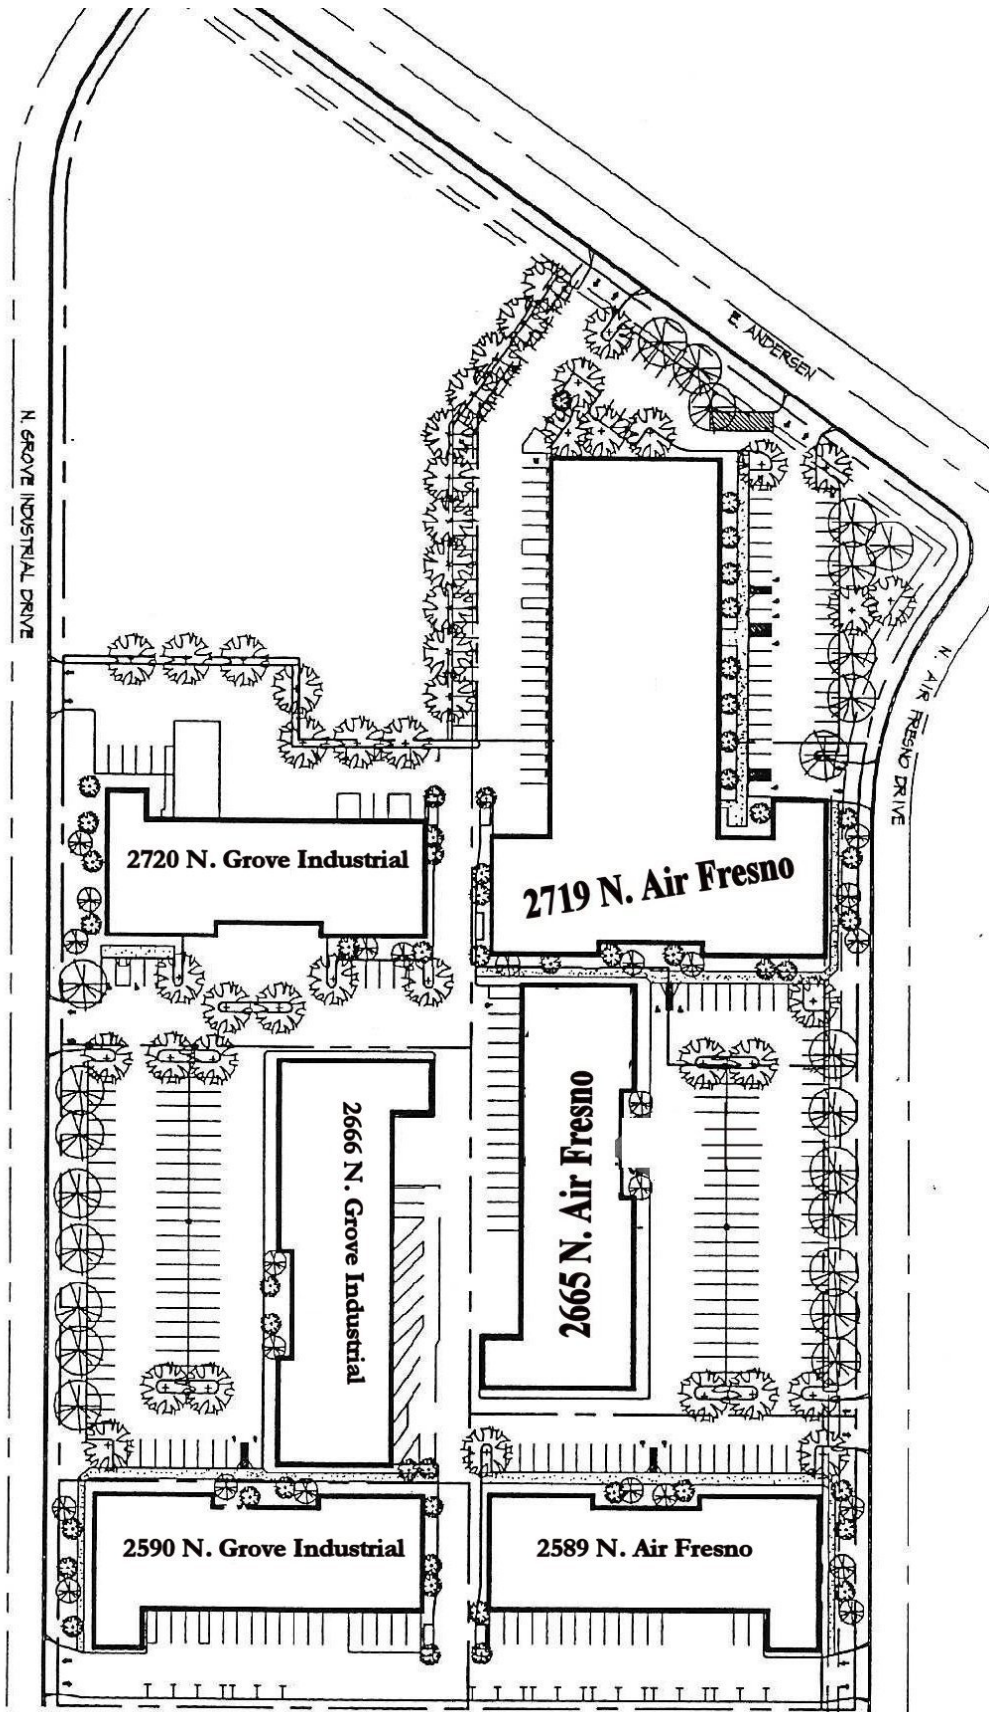 E. ANDERSEN
N. GROVE INDUSTRIAL DRIVE
N. AIR FRESNO DRIVE
2720 N. Grove Industrial
2719 N. Air Fresno
2666 N. Grove Industrial
2665 N. Air Fresno
2590 N. Grove Industrial
2589 N. Air Fresno